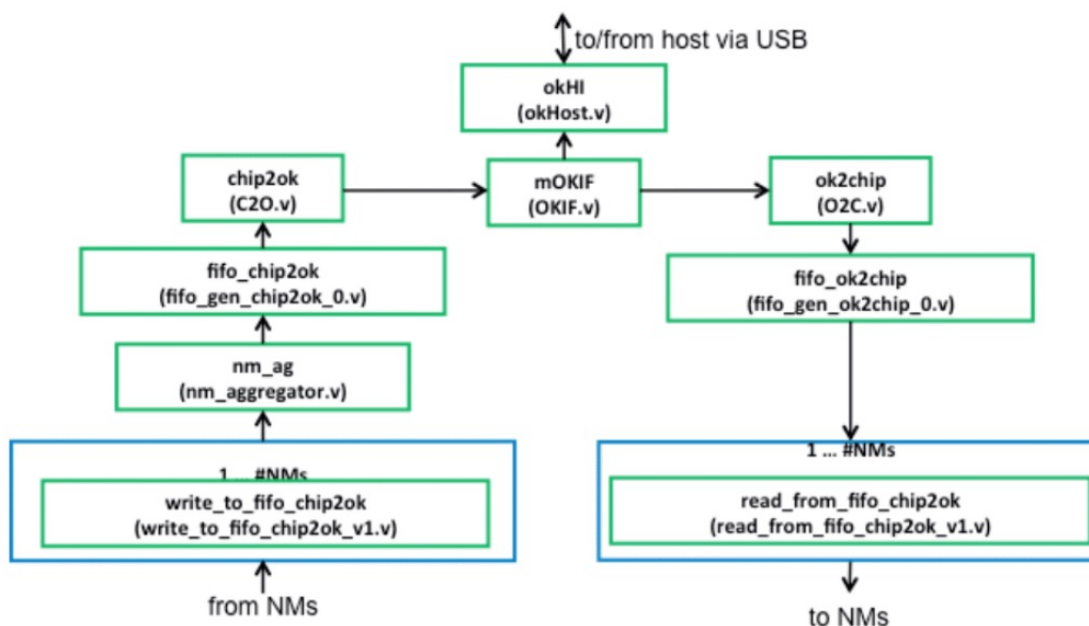 to/from host via USB
okHI
(okHost.v)
chip2ok
(C2O.v)
mOKIF
(OKIF.v)
ok2chip
(O2C.v)
fifo_chip2ok
(fifo_gen_chip2ok_0.v)
fifo_ok2chip
(fifo_gen_ok2chip_0.v)
nm_ag
(nm_aggregator.v)
1 ... #NMs
write_to_fifo_chip2ok
(write_to_fifo_chip2ok_v1.v)
1 ... #NMs
read_from_fifo_chip2ok
(read_from_fifo_chip2ok_v1.v)
from NMs
to NMs